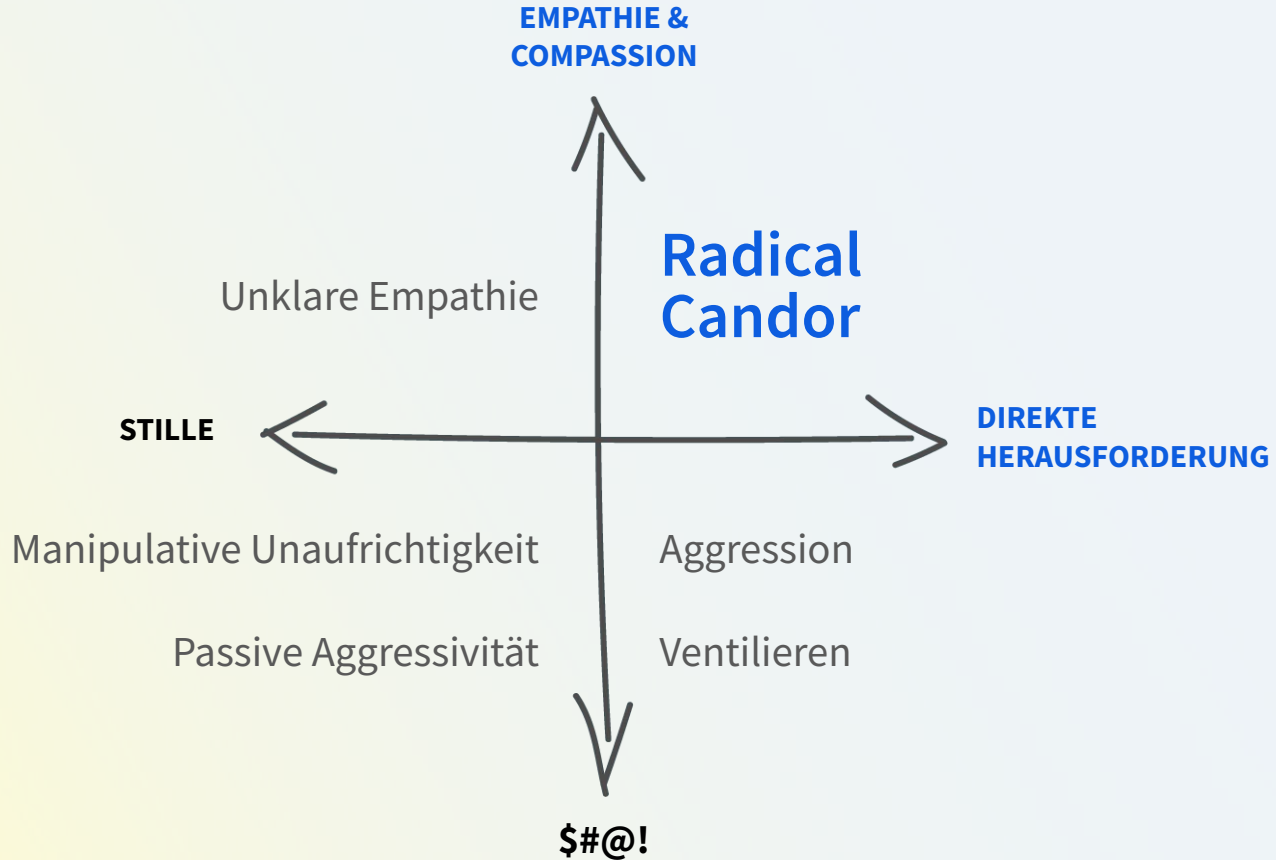 EMPATHIE &
COMPASSION
Radical
Candor
Unklare Empathie
STILLE
DIREKTE
HERAUSFORDERUNG
Manipulative Unaufrichtigkeit
Aggression
Passive Aggressivität
Ventilieren
$#@!